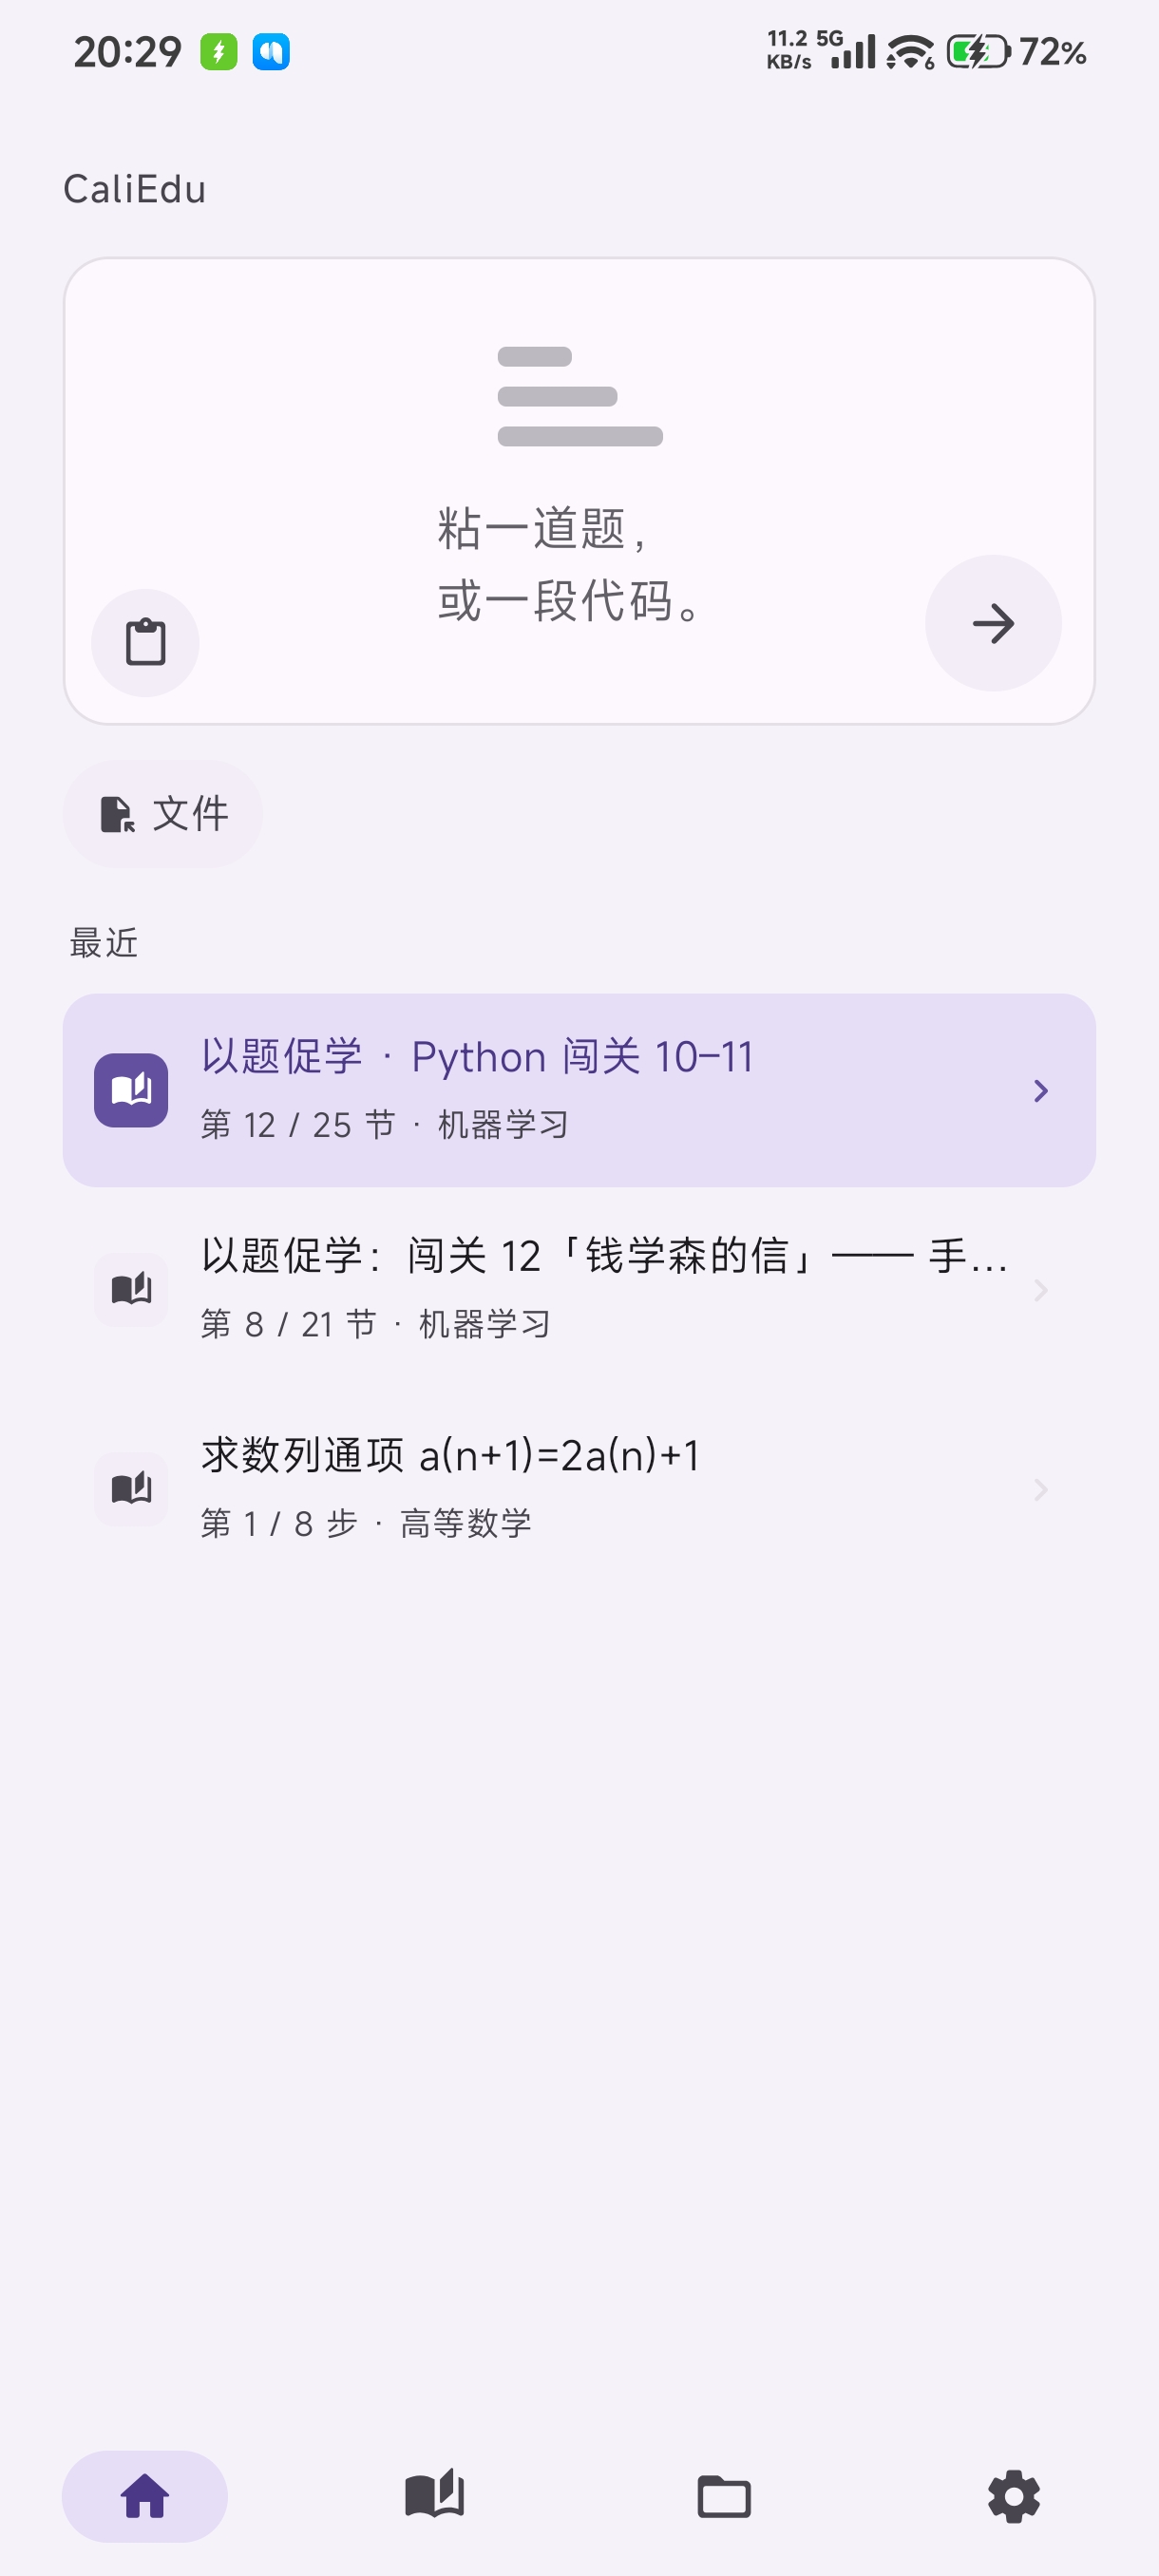 20:29
11.2 KB/s 5G 6 72%
CaliEdu
粘一道题，
或一段代码。
文件
最近
以题促学 · Python 闯关 10–11
第 12 / 25 节 · 机器学习
以题促学：闯关 12「钱学森的信」—— 手…
第 8 / 21 节 · 机器学习
求数列通项 a(n+1)=2a(n)+1
第 1 / 8 步 · 高等数学